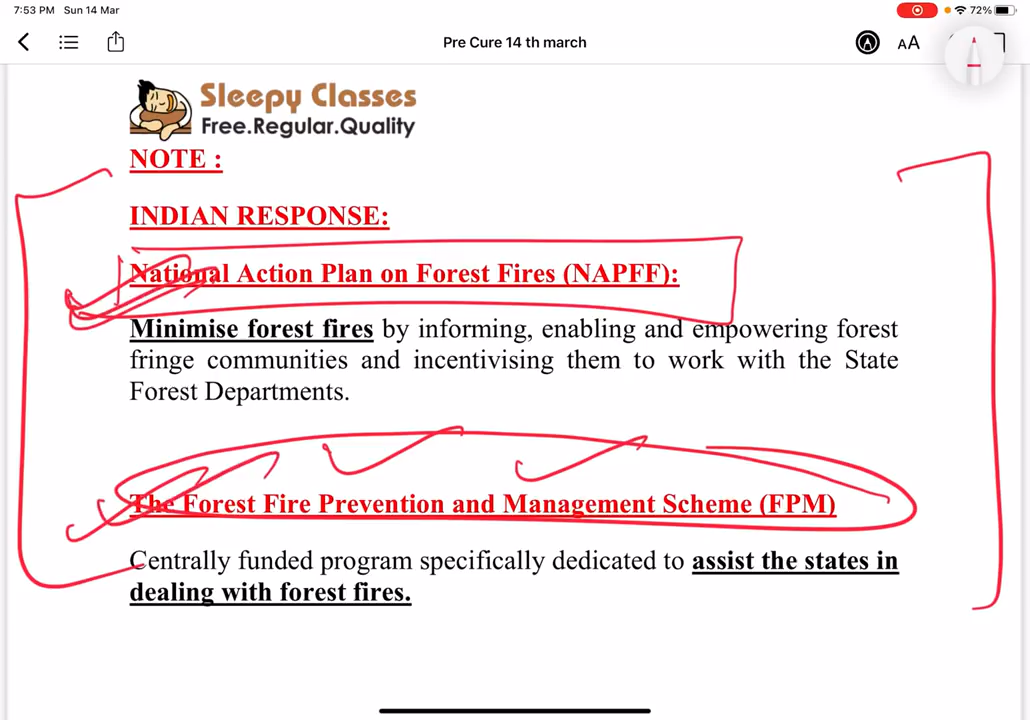 7:53 PM Sun 14 Mar
72%
Pre Cure 14 th march
AA
Sleepy Classes
Free.Regular.Quality
NOTE :
INDIAN RESPONSE:
National Action Plan on Forest Fires (NAPFF):
Minimise forest fires by informing, enabling and empowering forest
fringe communities and incentivising them to work with the State
Forest Departments.
The Forest Fire Prevention and Management Scheme (FPM)
Centrally funded program specifically dedicated to assist the states in
dealing with forest fires.